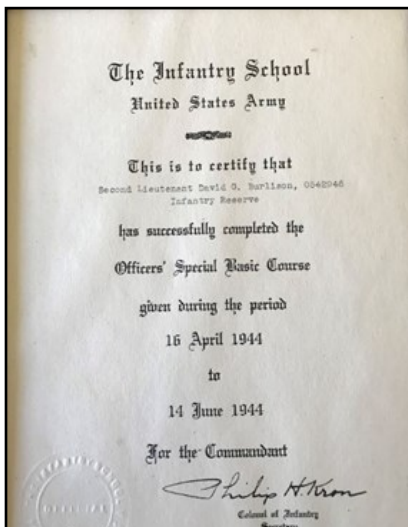 The Infantry School
United States Army
This is to certify that
Second Lieutenant David G. Burlison, 0542948
Infantry Reserve
has successfully completed the
Officers' Special Basic Course
given during the period
16 April 1944
to
14 June 1944
For the Commandant
Philip H. Kron
Colonel of Infantry
Secretary
OFFICIAL